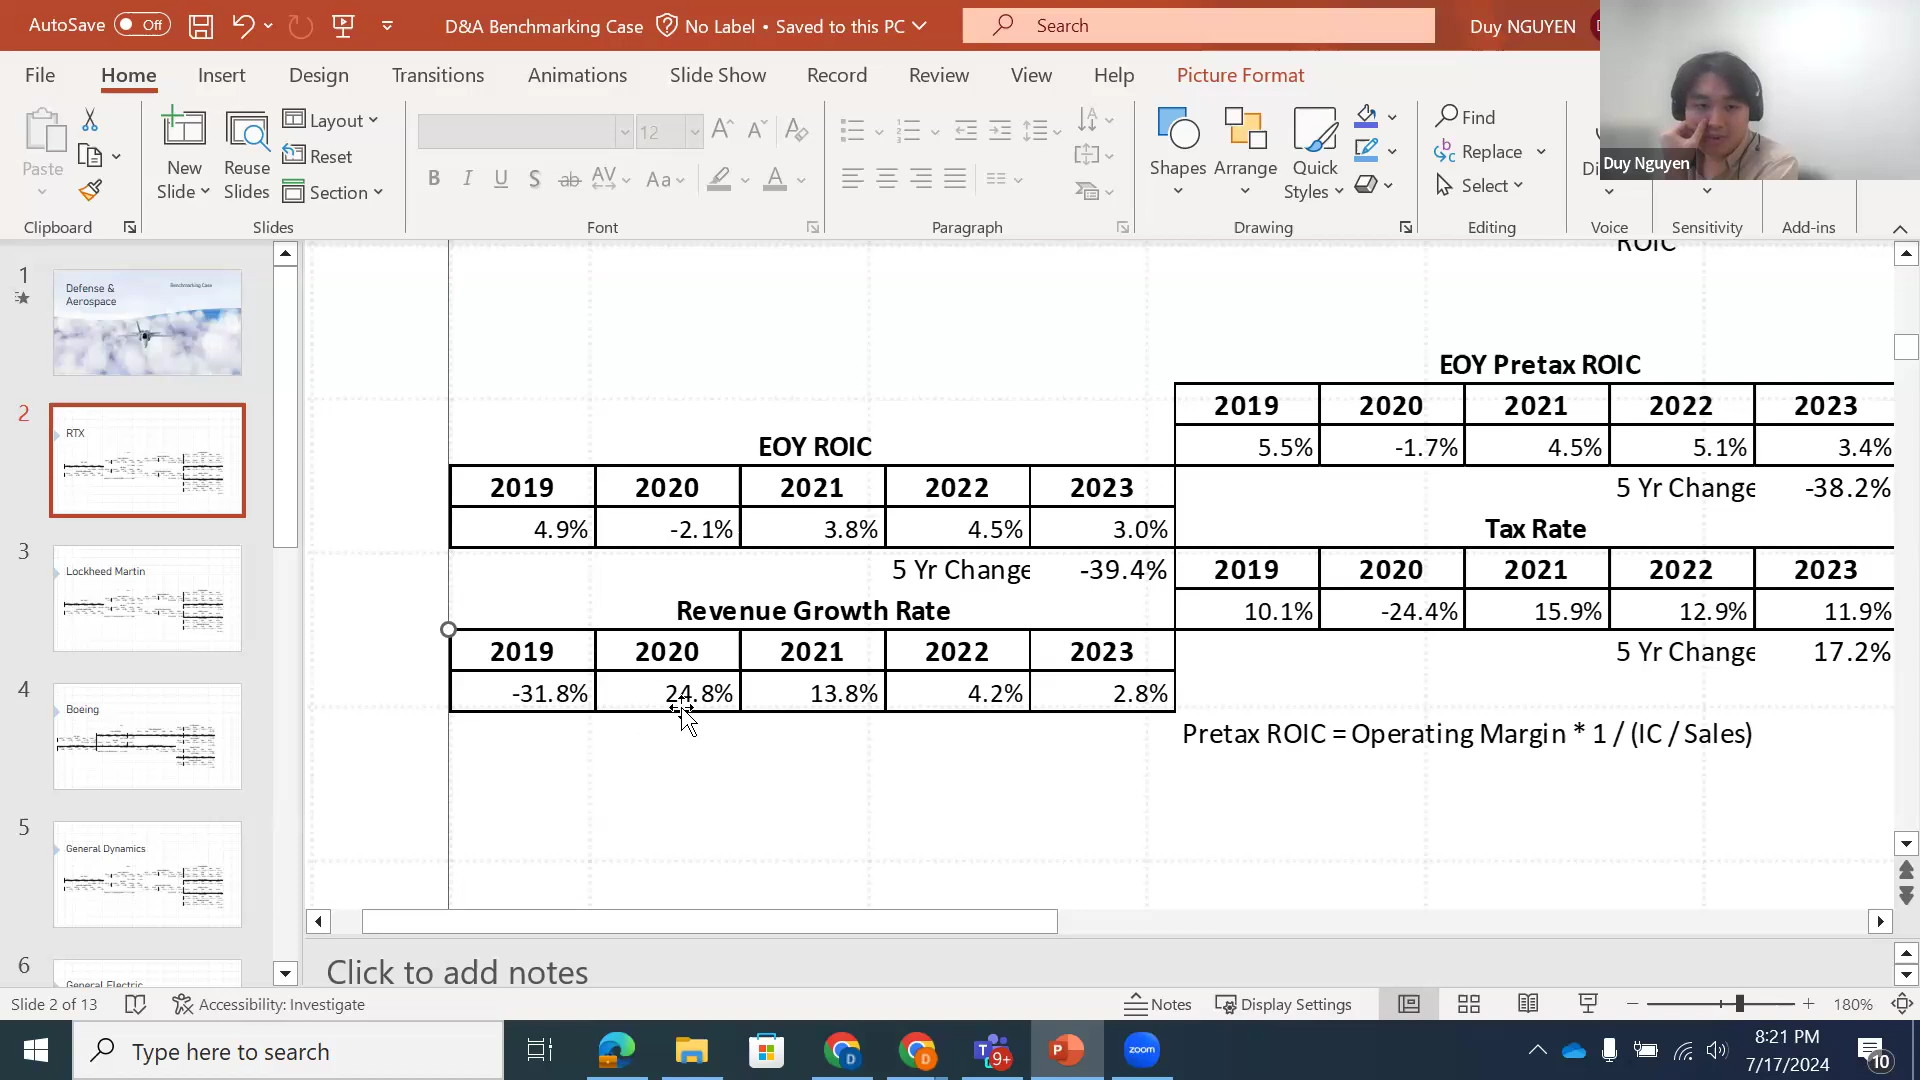 AutoSave Off
D&A Benchmarking Case No Label • Saved to this PC
Search
Duy NGUYEN
File Home Insert Design Transitions Animations Slide Show Record Review View Help Picture Format
Paste
New Slide
Reuse Slides
Layout
Reset
Section
12
Shapes
Arrange
Quick Styles
Find
Replace
Select
Duy Nguyen
Clipboard Slides Font Paragraph Drawing Editing Voice Sensitivity Add-ins
1
Defense & Aerospace
Benchmarking Case
2
RTX
3
Lockheed Martin
4
Boeing
5
General Dynamics
6
General Electric
ROIC
EOY Pretax ROIC
2019 2020 2021 2022 2023
5.5% -1.7% 4.5% 5.1% 3.4%
5 Yr Change -38.2%
EOY ROIC
2019 2020 2021 2022 2023
4.9% -2.1% 3.8% 4.5% 3.0%
5 Yr Change -39.4%
Tax Rate
2019 2020 2021 2022 2023
10.1% -24.4% 15.9% 12.9% 11.9%
5 Yr Change 17.2%
Revenue Growth Rate
2019 2020 2021 2022 2023
-31.8% 24.8% 13.8% 4.2% 2.8%
Pretax ROIC = Operating Margin * 1 / (IC / Sales)
Click to add notes
Slide 2 of 13 Accessibility: Investigate Notes Display Settings 180%
Type here to search
9+
zoom
8:21 PM
7/17/2024
10